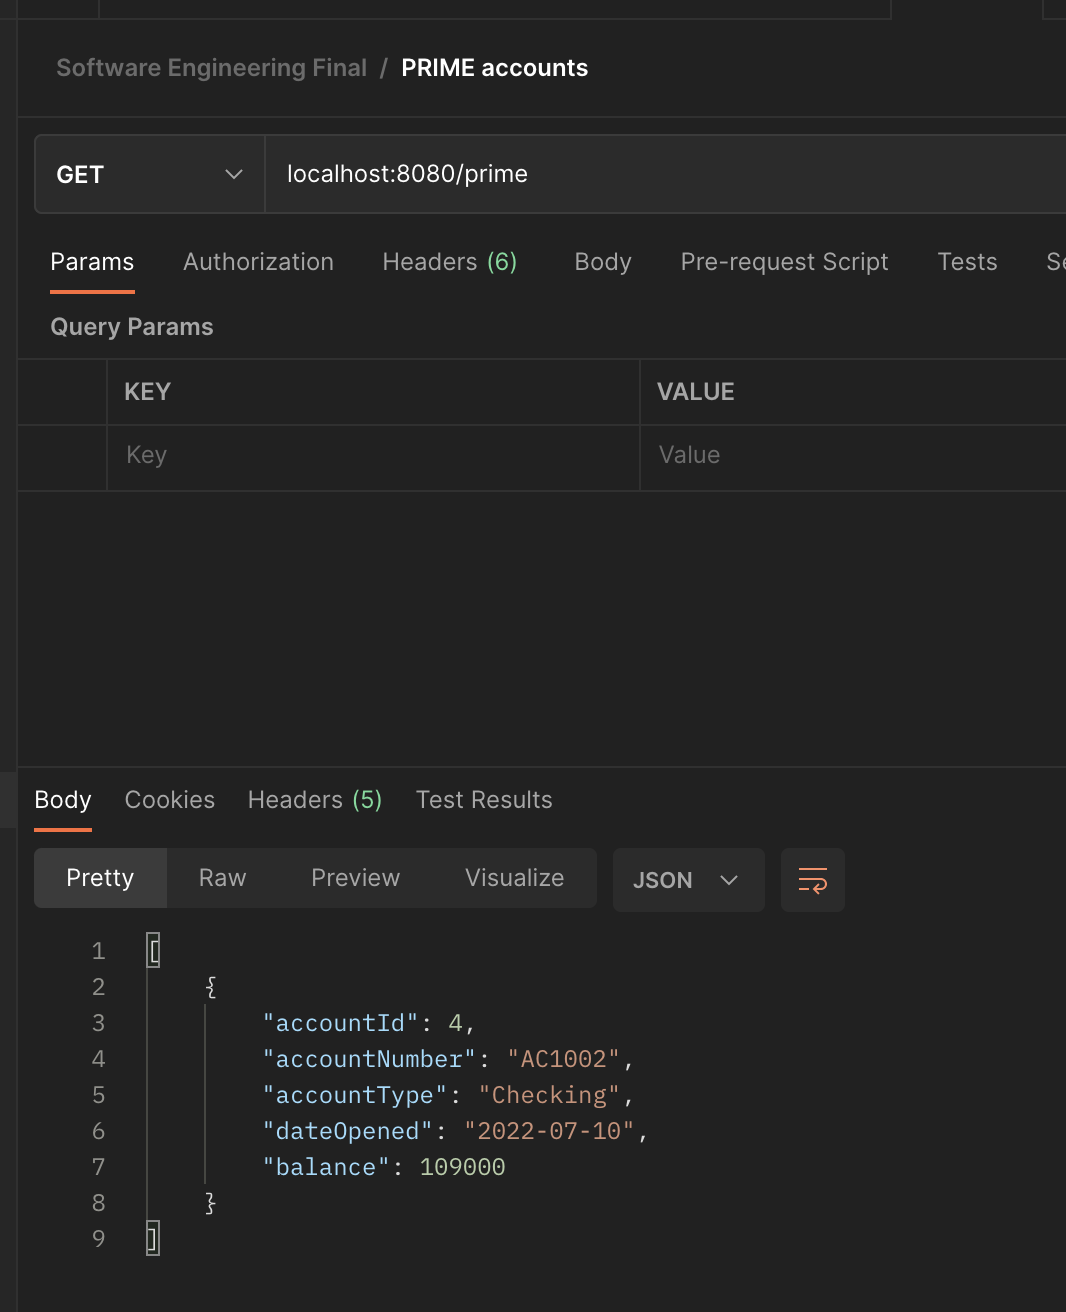 Software Engineering Final / PRIME accounts
GET localhost:8080/prime
Params Authorization Headers (6) Body Pre-request Script Tests
Query Params
KEY VALUE
Key Value
Body Cookies Headers (5) Test Results
Pretty Raw Preview Visualize JSON
1 [
2 {
3 "accountId": 4,
4 "accountNumber": "AC1002",
5 "accountType": "Checking",
6 "dateOpened": "2022-07-10",
7 "balance": 109000
8 }
9 ]